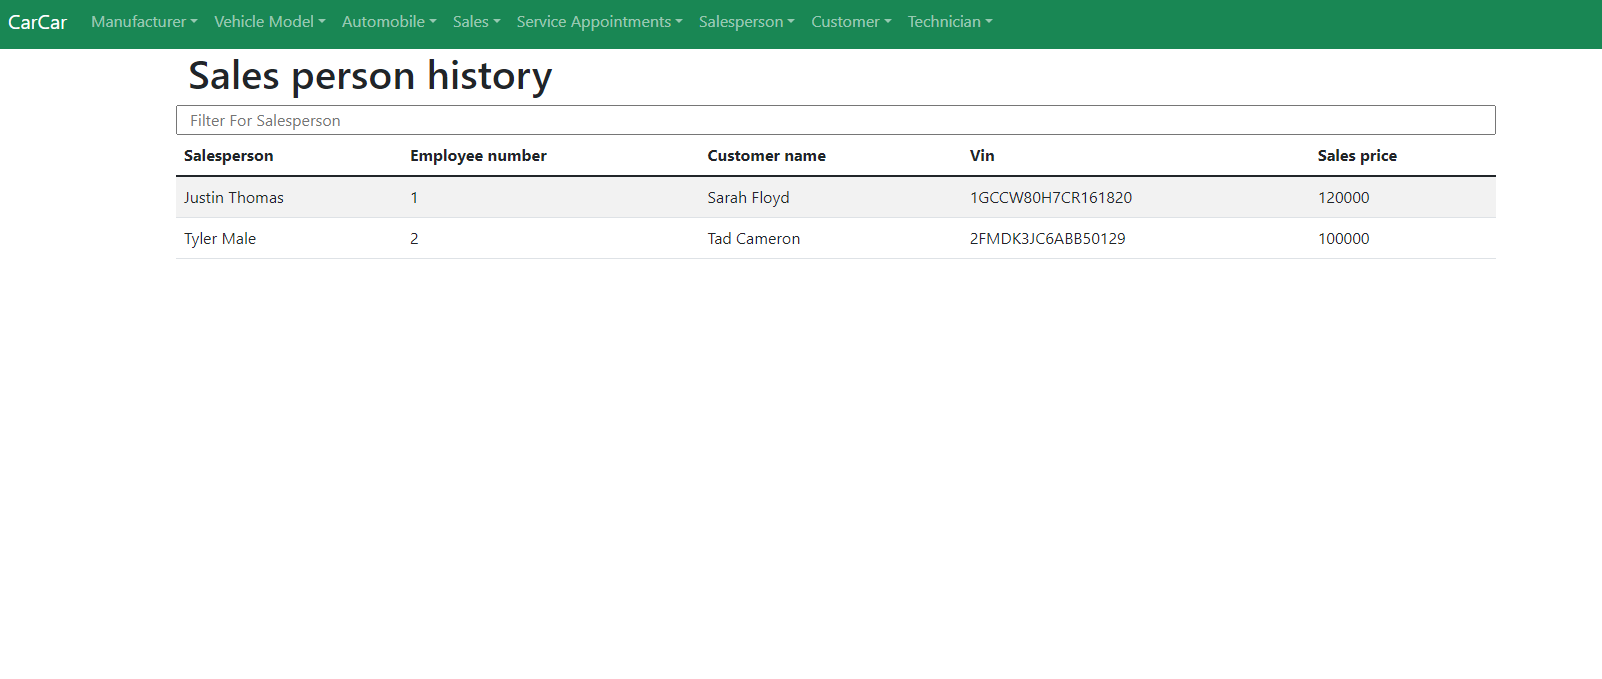 CarCar Manufacturer Vehicle Model Automobile Sales Service Appointments Salesperson Customer Technician
Sales person history
Filter For Salesperson
Salesperson Employee number Customer name Vin Sales price
Justin Thomas 1 Sarah Floyd 1GCCW80H7CR161820 120000
Tyler Male 2 Tad Cameron 2FMDK3JC6ABB50129 100000